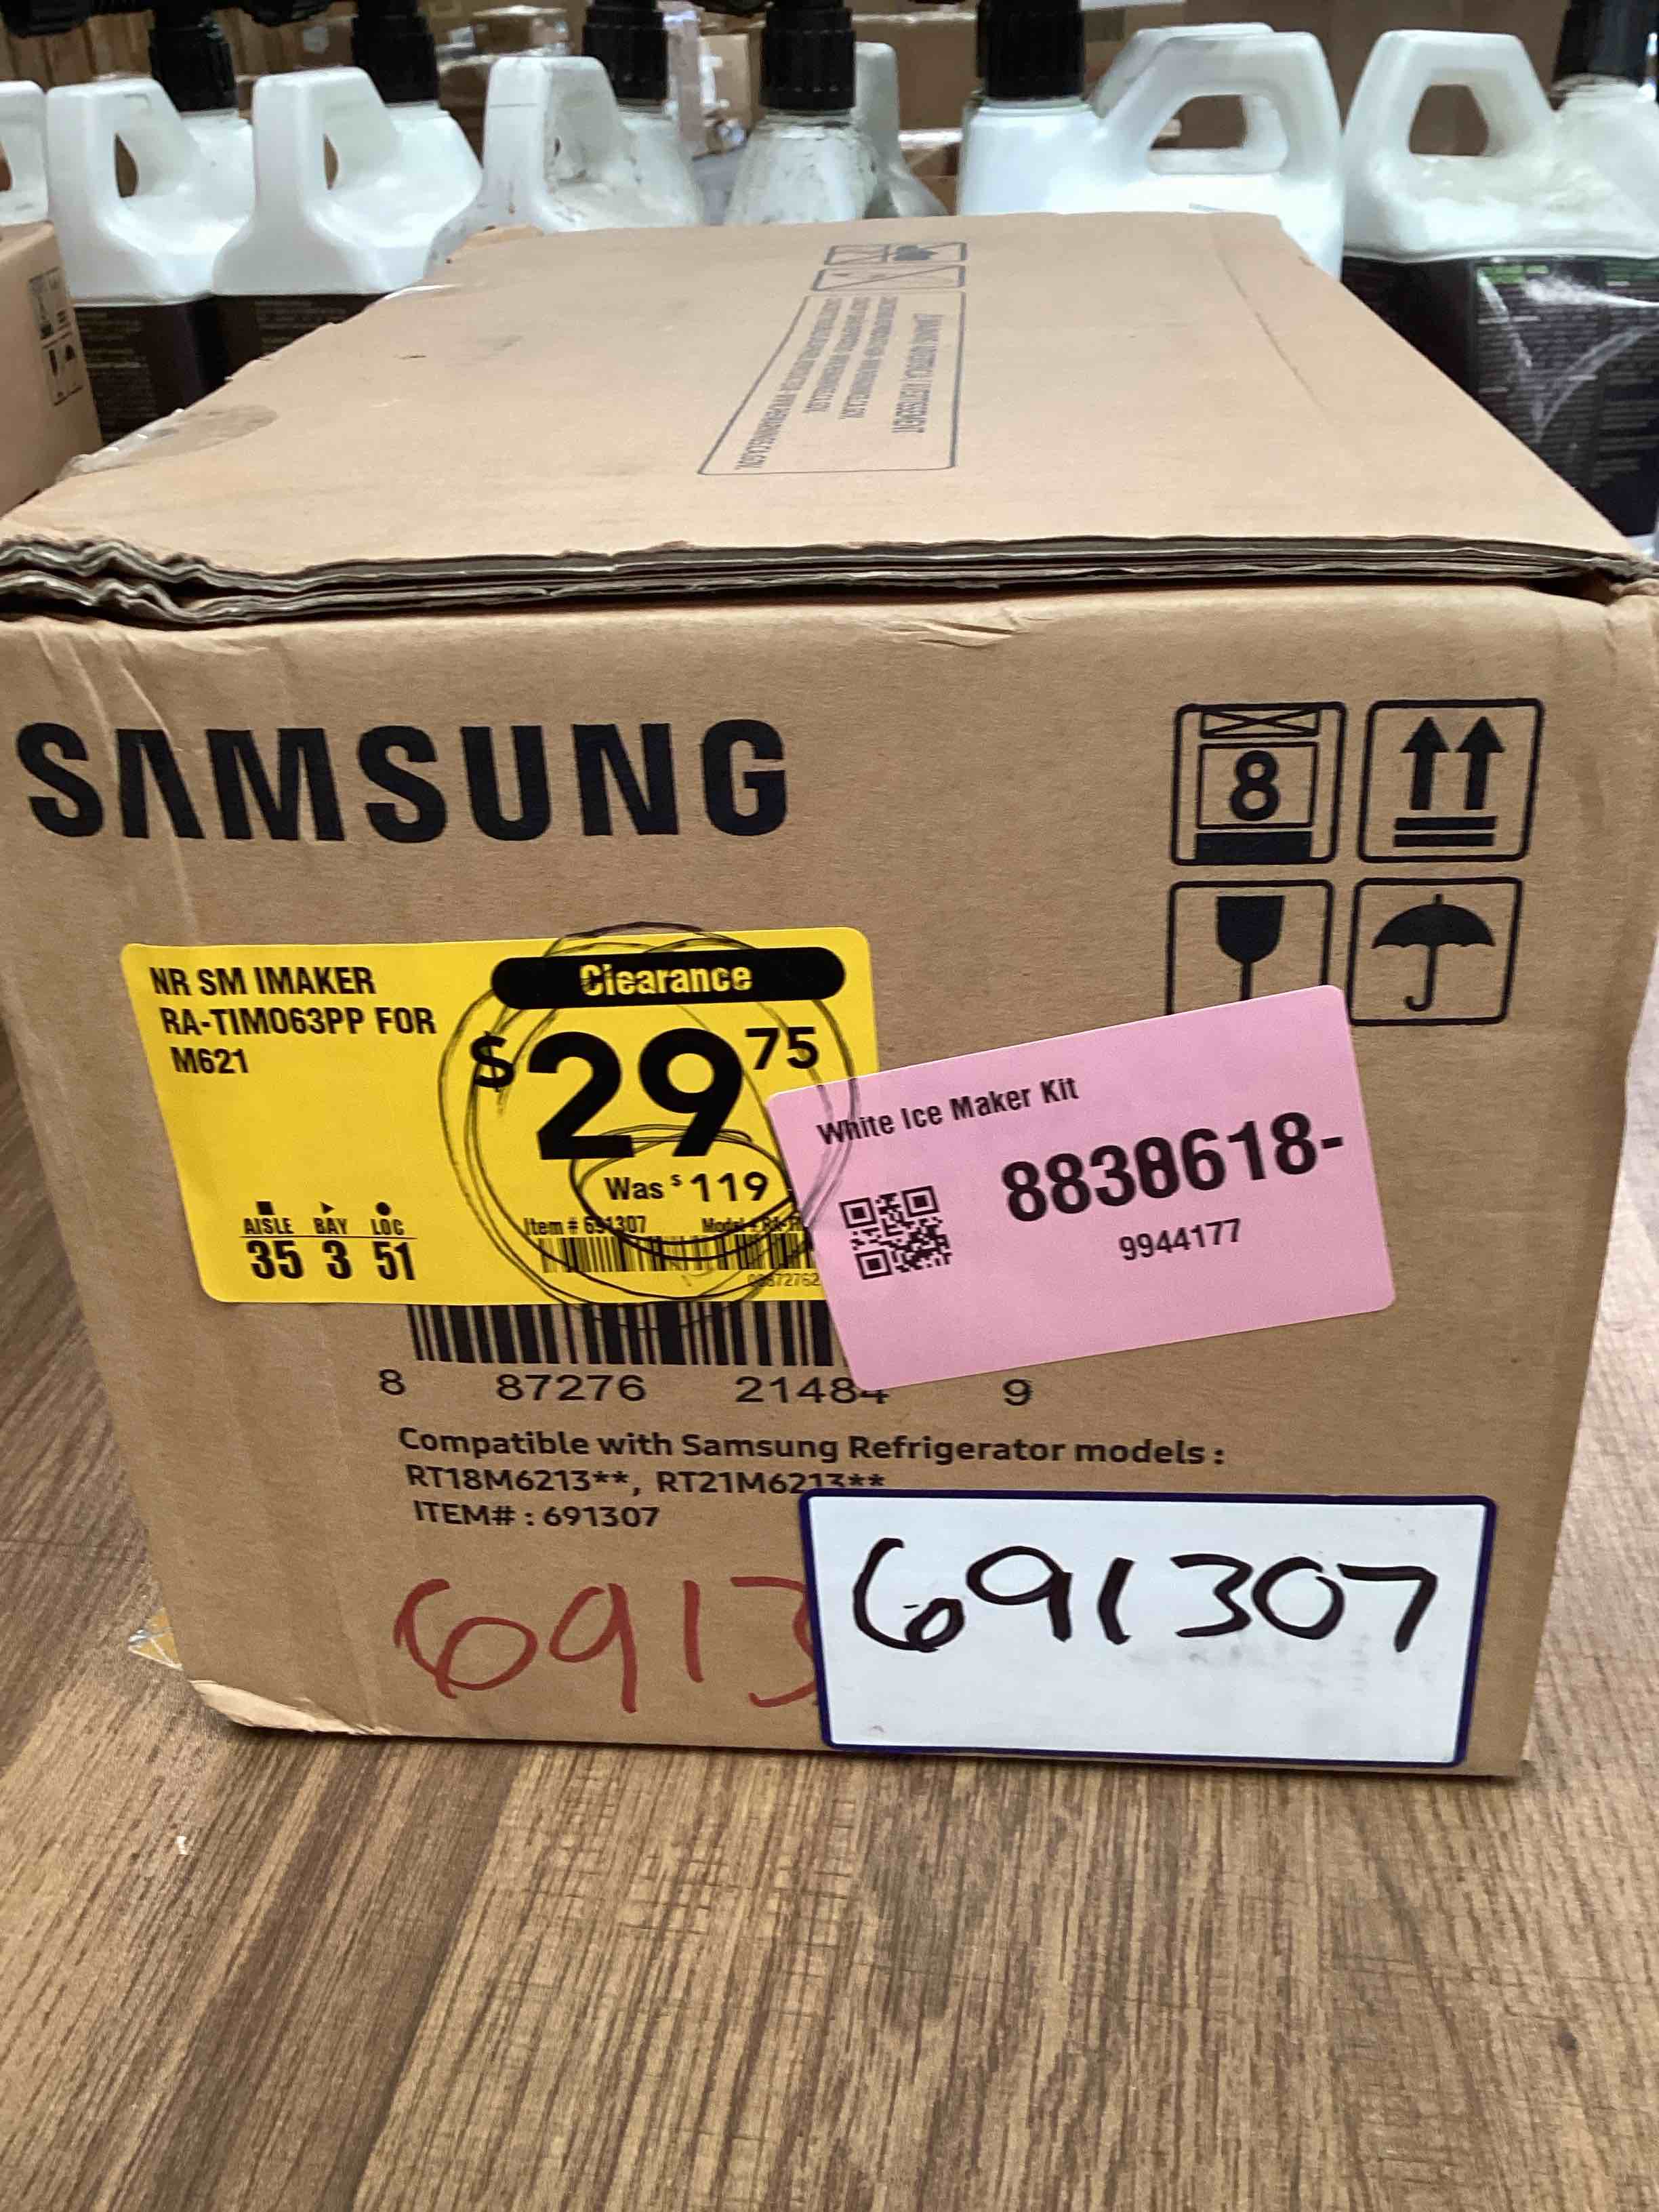 SAMSUNG
8
NR SM IMAKER
RA-TIM063PP FOR
M621
Clearance
$29 75
Was $119
Item # 691307 Model #
AISLE BAY LOC
35 3 51
White Ice Maker Kit
9944177
8 87276 21484 9
Compatible with Samsung Refrigerator models :
RT18M6213**, RT21M6213**
ITEM# : 691307
6913
691307